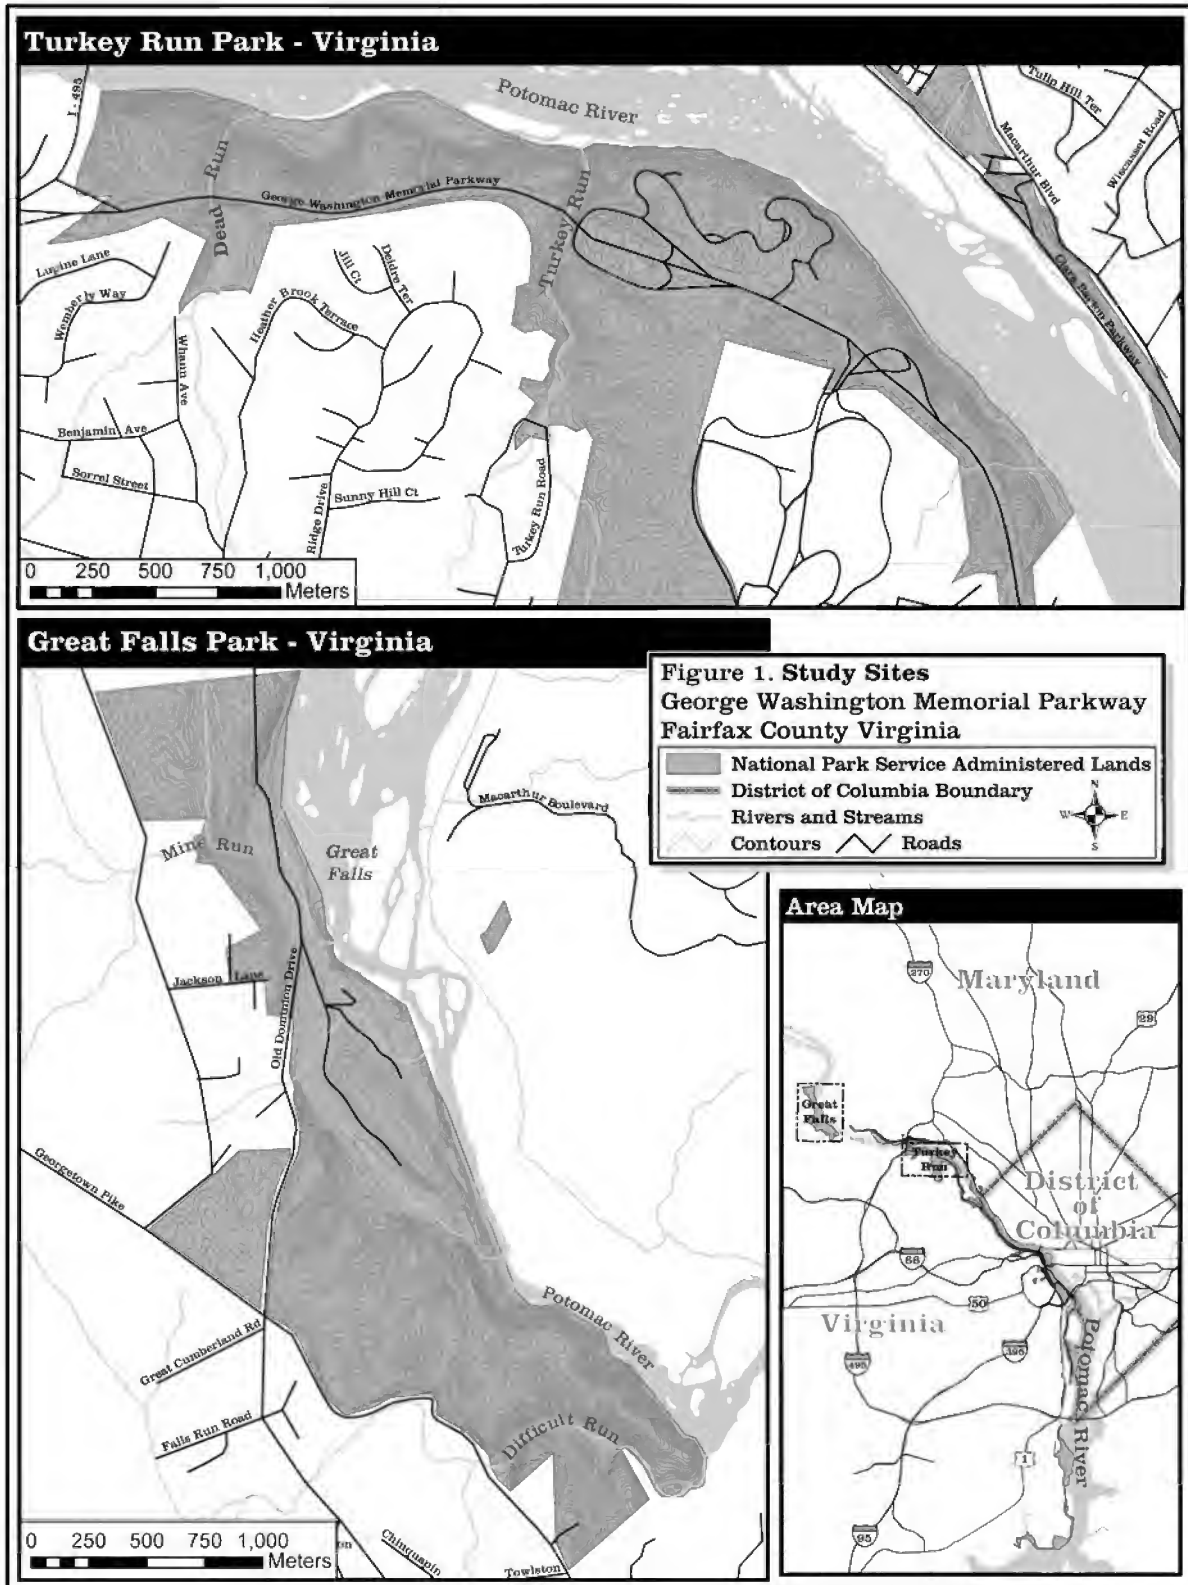 Turkey Run Park - Virginia
I - 495
Potomac River
Tulip Hill Ter
Macarthur Blvd
Wiscasset Road
Dead Run
George Washington Memorial Parkway
Turkey Run
Clara Barton Parkway
Lupine Lane
Wemberly Way
Jill Ct
Deidre Ter
Heather Brook Terrace
Whann Ave
Benjamin Ave
Sorrel Street
Ridge Drive
Sunny Hill Ct
Turkey Run Road
0 250 500 750 1,000
Meters
Great Falls Park - Virginia
Mine Run
Great
Falls
Macarthur Boulevard
Jackson Lane
Old Dominion Drive
Georgetown Pike
Great Cumberland Rd
Potomac River
Falls Run Road
Difficult Run
Chinquapin
Towlston
on
0 250 500 750 1,000
Meters
Figure 1. Study Sites
George Washington Memorial Parkway
Fairfax County Virginia
National Park Service Administered Lands
District of Columbia Boundary
Rivers and Streams
Contours Roads
N
W E
S
Area Map
270
Maryland
29
Great
Falls
Turkey
Run
District
of
Columbia
66
50
Virginia
495
395
Potomac River
1
95